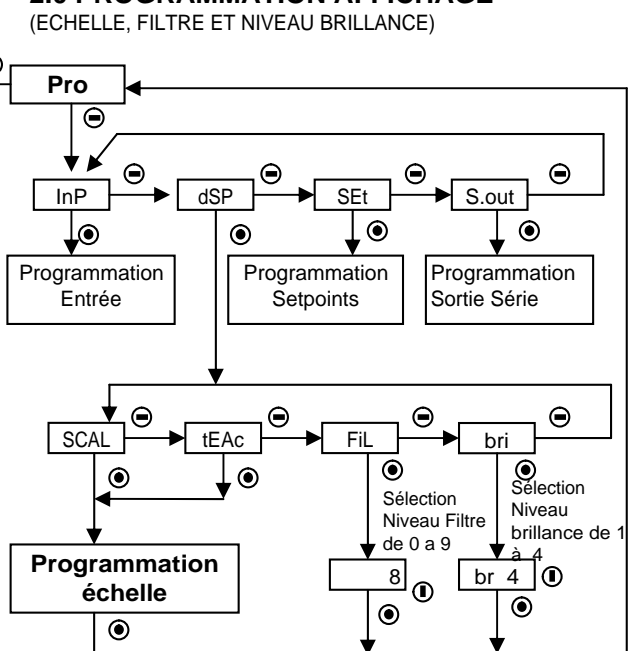 (ECHELLE, FILTRE ET NIVEAU BRILLANCE)
Pro
InP
dSP
SEt
S.out
Programmation
Entrée
Programmation
Setpoints
Programmation
Sortie Série
SCAL
tEAc
FiL
bri
Sélection
Niveau Filtre
de 0 a 9
Sélection
Niveau
brillance de 1
à 4
Programmation
échelle
8
br 4